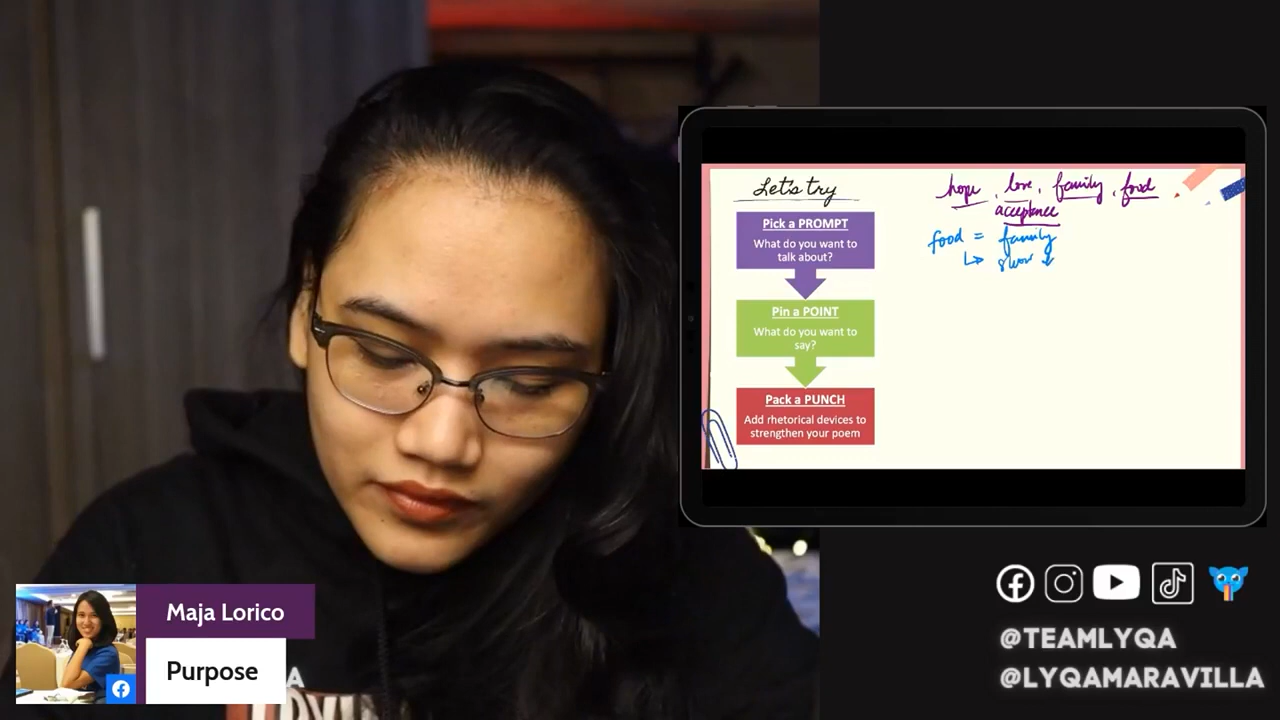 Let's try
hope, love, family, food
acceptance
Pick a PROMPT
What do you want to
talk about?
food = family
Pin a POINT
What do you want to
say?
Pack a PUNCH
Add rhetorical devices to
strengthen your poem
Maja Lorico
Purpose
@TEAMLYQA
@LYQAMARAVILLA